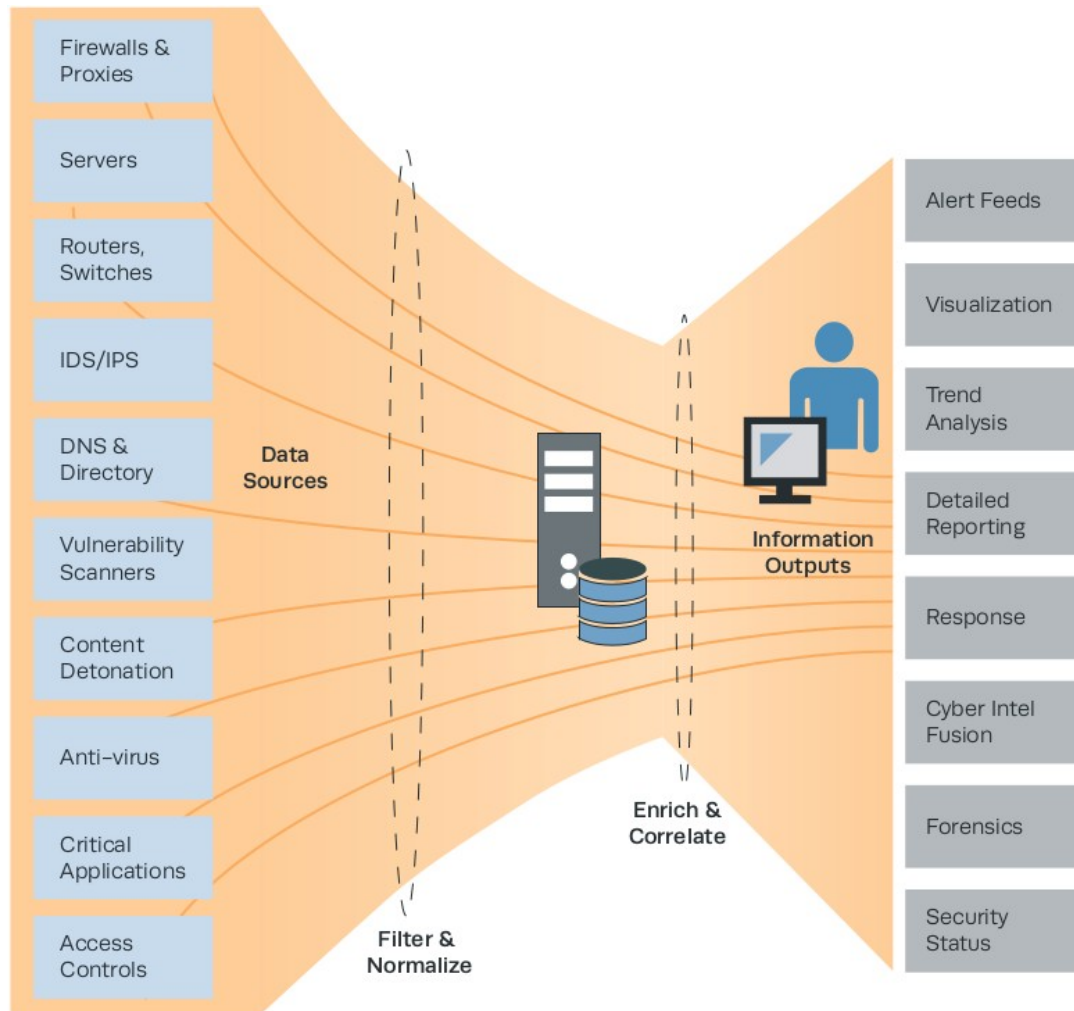 Firewalls &
Proxies
Servers
Routers,
Switches
IDS/IPS
DNS &
Directory
Vulnerability
Scanners
Content
Detonation
Anti-virus
Critical
Applications
Access
Controls
Data
Sources
Filter &
Normalize
Enrich &
Correlate
Information
Outputs
Alert Feeds
Visualization
Trend
Analysis
Detailed
Reporting
Response
Cyber Intel
Fusion
Forensics
Security
Status